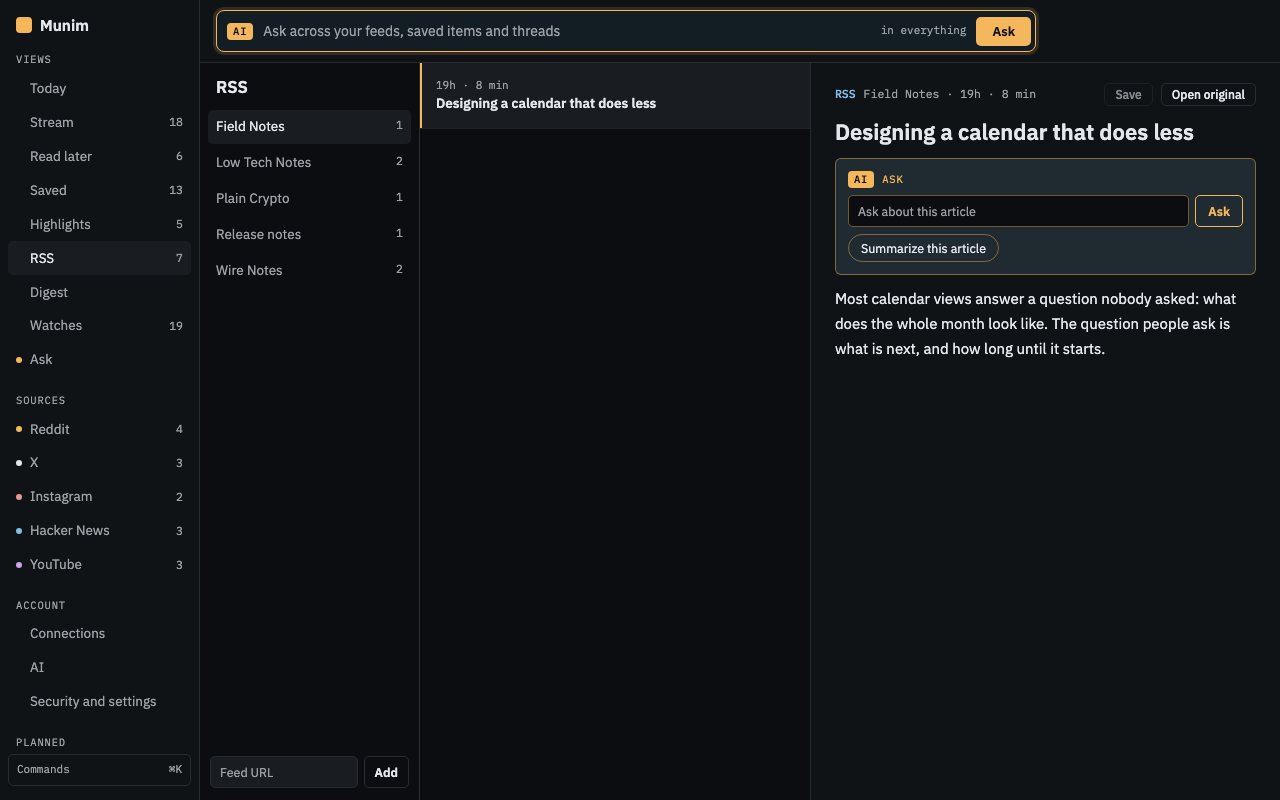 Munim
VIEWS
Today
Stream 18
Read later 6
Saved 13
Highlights 5
RSS 7
Digest
Watches 19
Ask
SOURCES
Reddit 4
X 3
Instagram 2
Hacker News 3
YouTube 3
ACCOUNT
Connections
AI
Security and settings
PLANNED
Commands ⌘K
AI Ask across your feeds, saved items and threads in everything Ask
RSS
Field Notes 1
Low Tech Notes 2
Plain Crypto 1
Release notes 1
Wire Notes 2
Feed URL Add
19h · 8 min
Designing a calendar that does less
RSS Field Notes · 19h · 8 min Save Open original
Designing a calendar that does less
AI ASK
Ask about this article Ask
Summarize this article
Most calendar views answer a question nobody asked: what
does the whole month look like. The question people ask is
what is next, and how long until it starts.